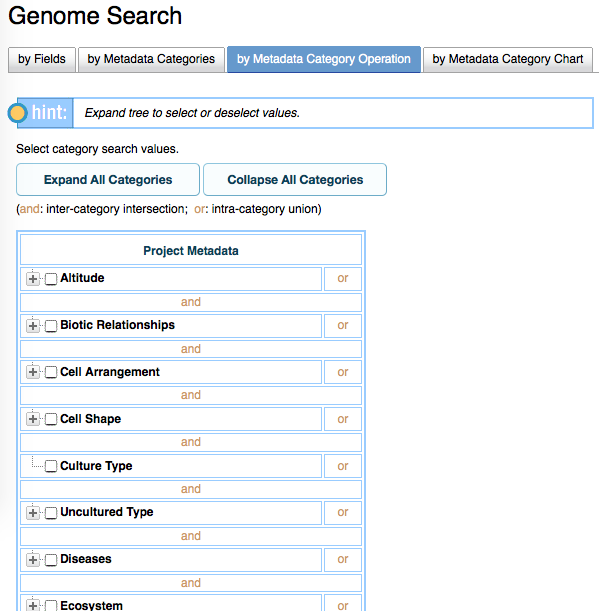 Genome Search
by Fields by Metadata Categories by Metadata Category Operation by Metadata Category Chart
hint: Expand tree to select or deselect values.
Select category search values.
Expand All Categories Collapse All Categories
(and: inter-category intersection; or: intra-category union)
Project Metadata
Altitude or
and
Biotic Relationships or
and
Cell Arrangement or
and
Cell Shape or
and
Culture Type or
and
Uncultured Type or
and
Diseases or
and
Ecosystem or